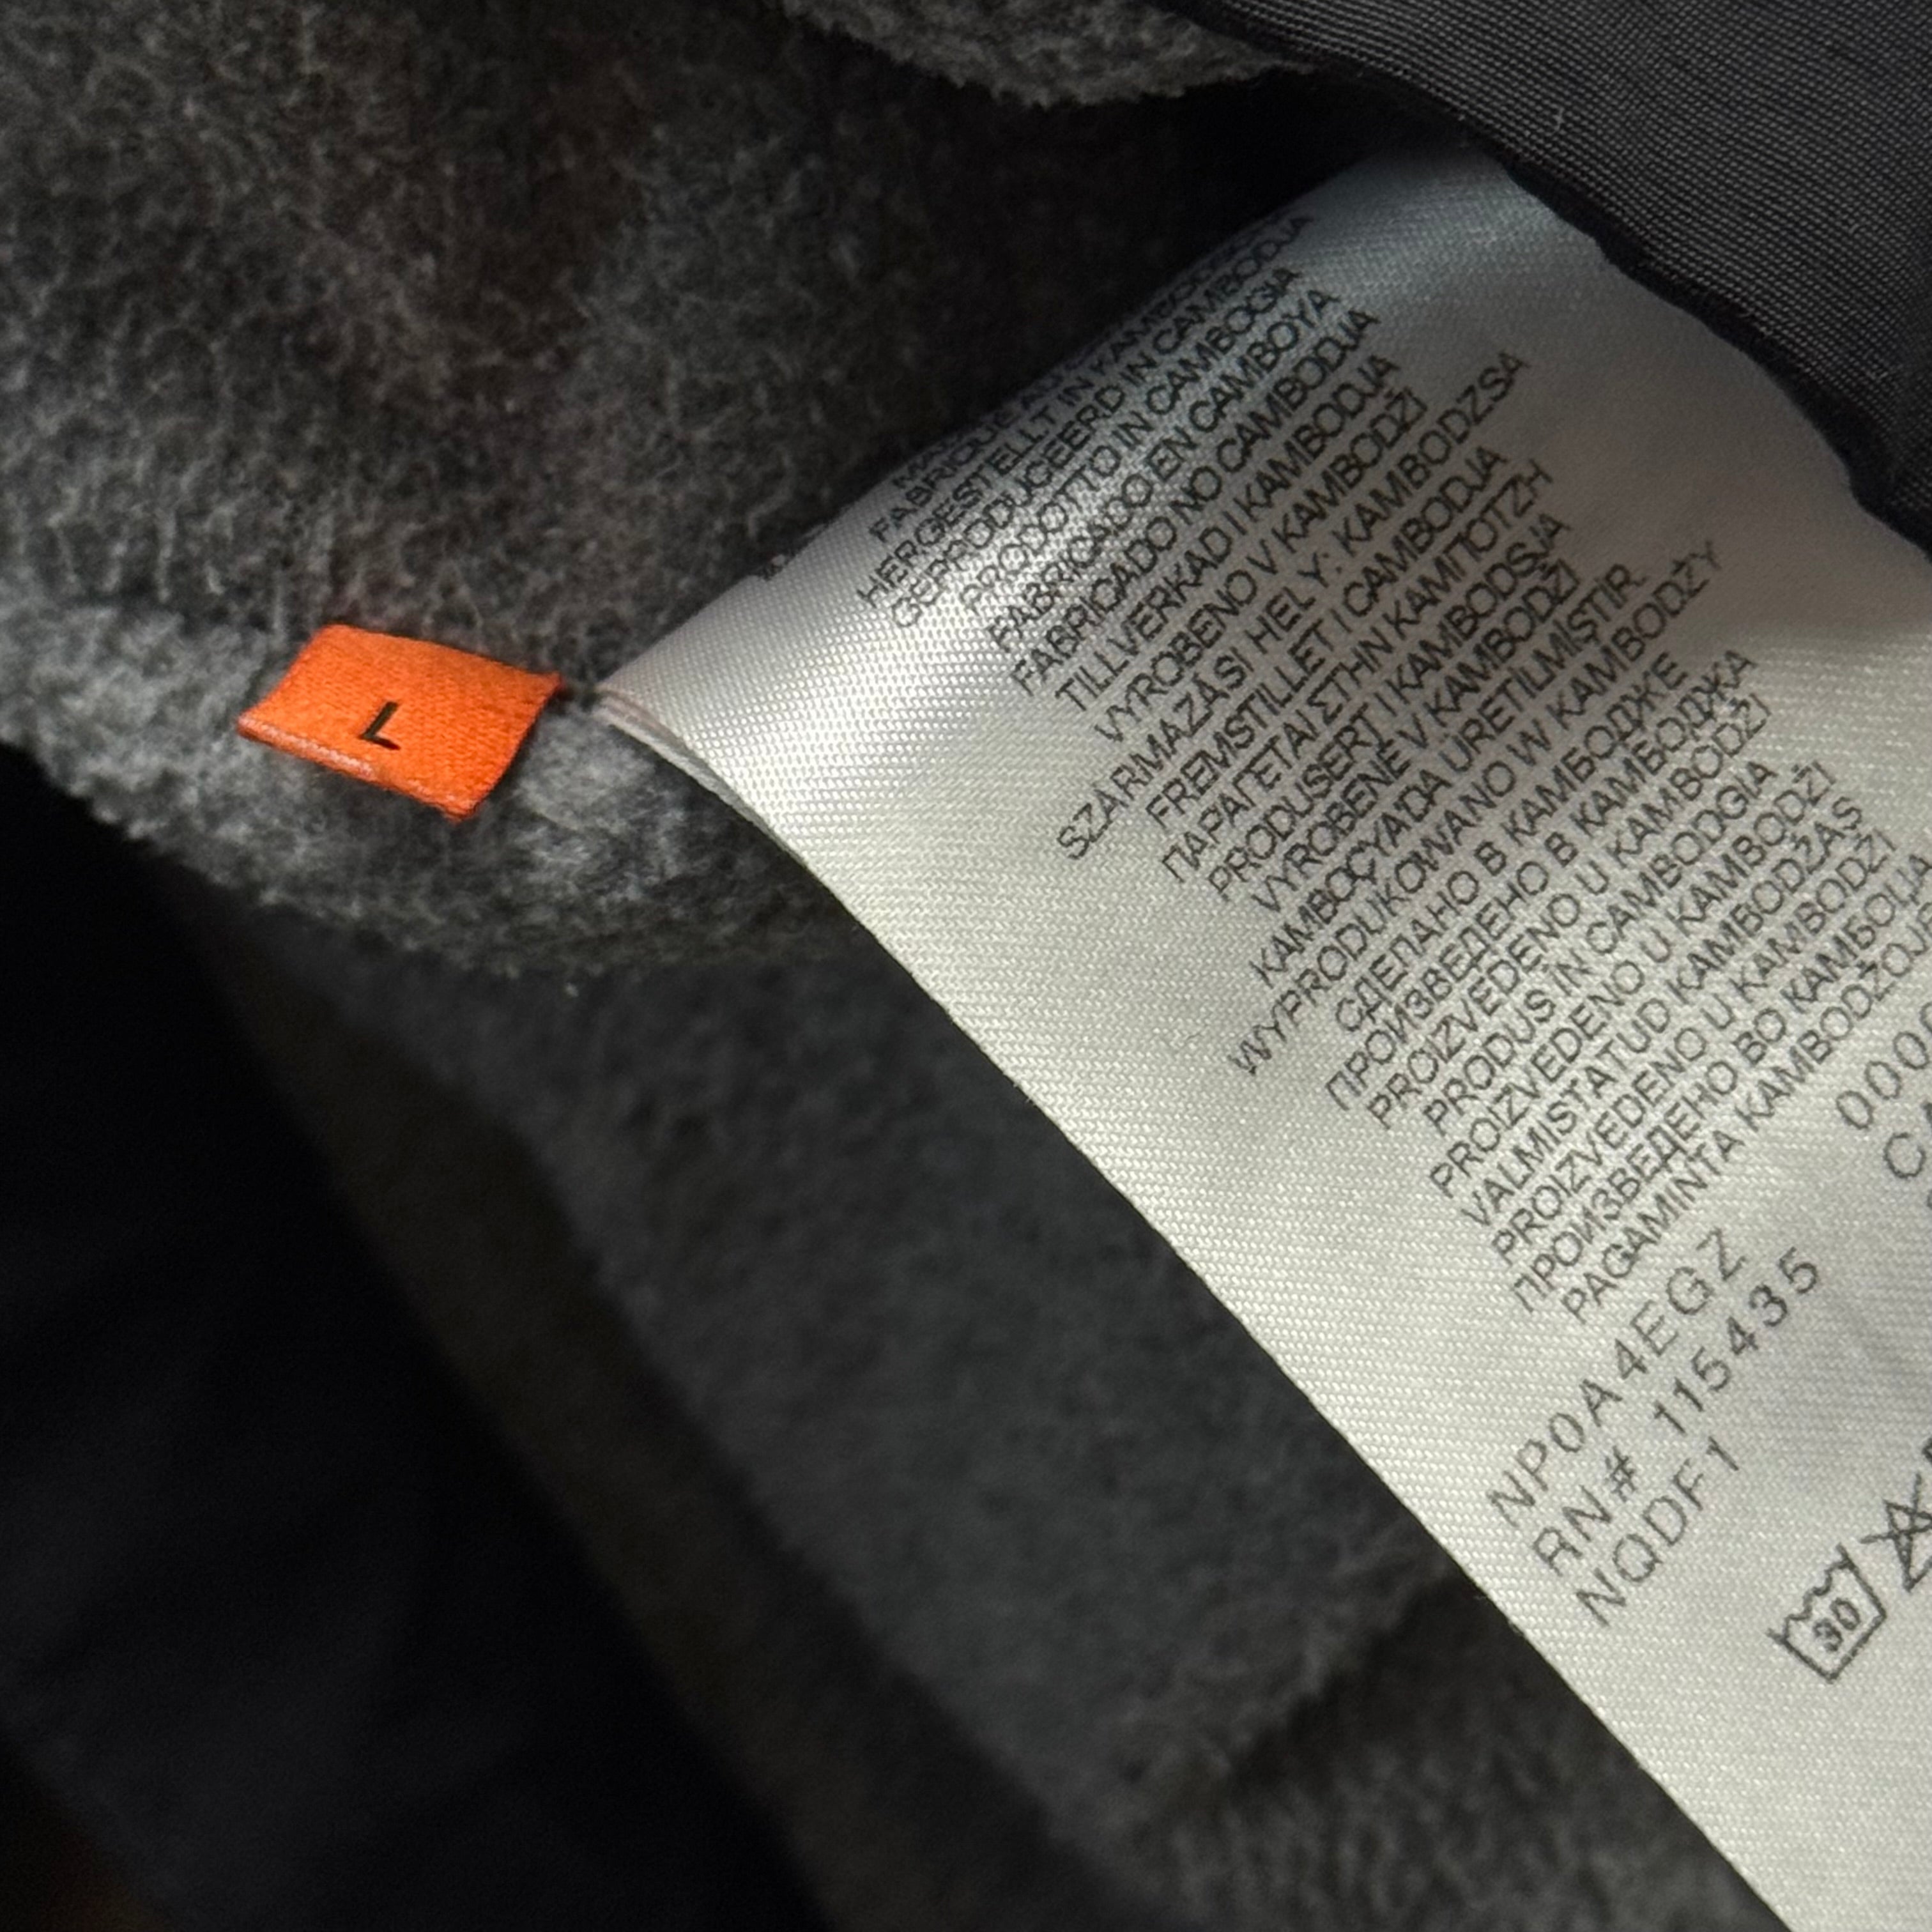 L
FABRIQUÉ AU
HERGESTELLT IN
GEPRODUCEERD IN CAMBODJA
PRODOTTO IN CAMBOGIA
FABRICADO EN CAMBOYA
FABRICADO NO CAMBODJA
TILLVERKAD I KAMBODJA
VYROBENO V KAMBODŽI
SZÁRMAZÁSI HELY: KAMBODZSA
FREMSTILLET I CAMBODJA
ΠΑΡΑΓΕΤΑΙ ΣΤΗΝ ΚΑΜΠΟΤΖΗ
PRODUSERT I KAMBODSJA
VYROBENÉ V KAMBODŽI
KAMBOÇYA'DA ÜRETİLMİŞTİR.
WYPRODUKOWANO W KAMBODŻY
СДЕЛАНО В КАМБОДЖЕ
ПРОИЗВЕДЕНО В КАМБОДЖА
PROIZVEDENO U KAMBODŽI
PRODUS ÎN CAMBODGIA
PROIZVEDENO U KAMBODŽI
VALMISTATUD KAMBODŽAS
PROIZVEDENO U KAMBODŽI
ПРОИЗВЕДЕНО ВО КАМБОЏА
PAGAMINTA KAMBODŽOJE
000
NP0A4EGZ
RN# 115435
NQDF1
30